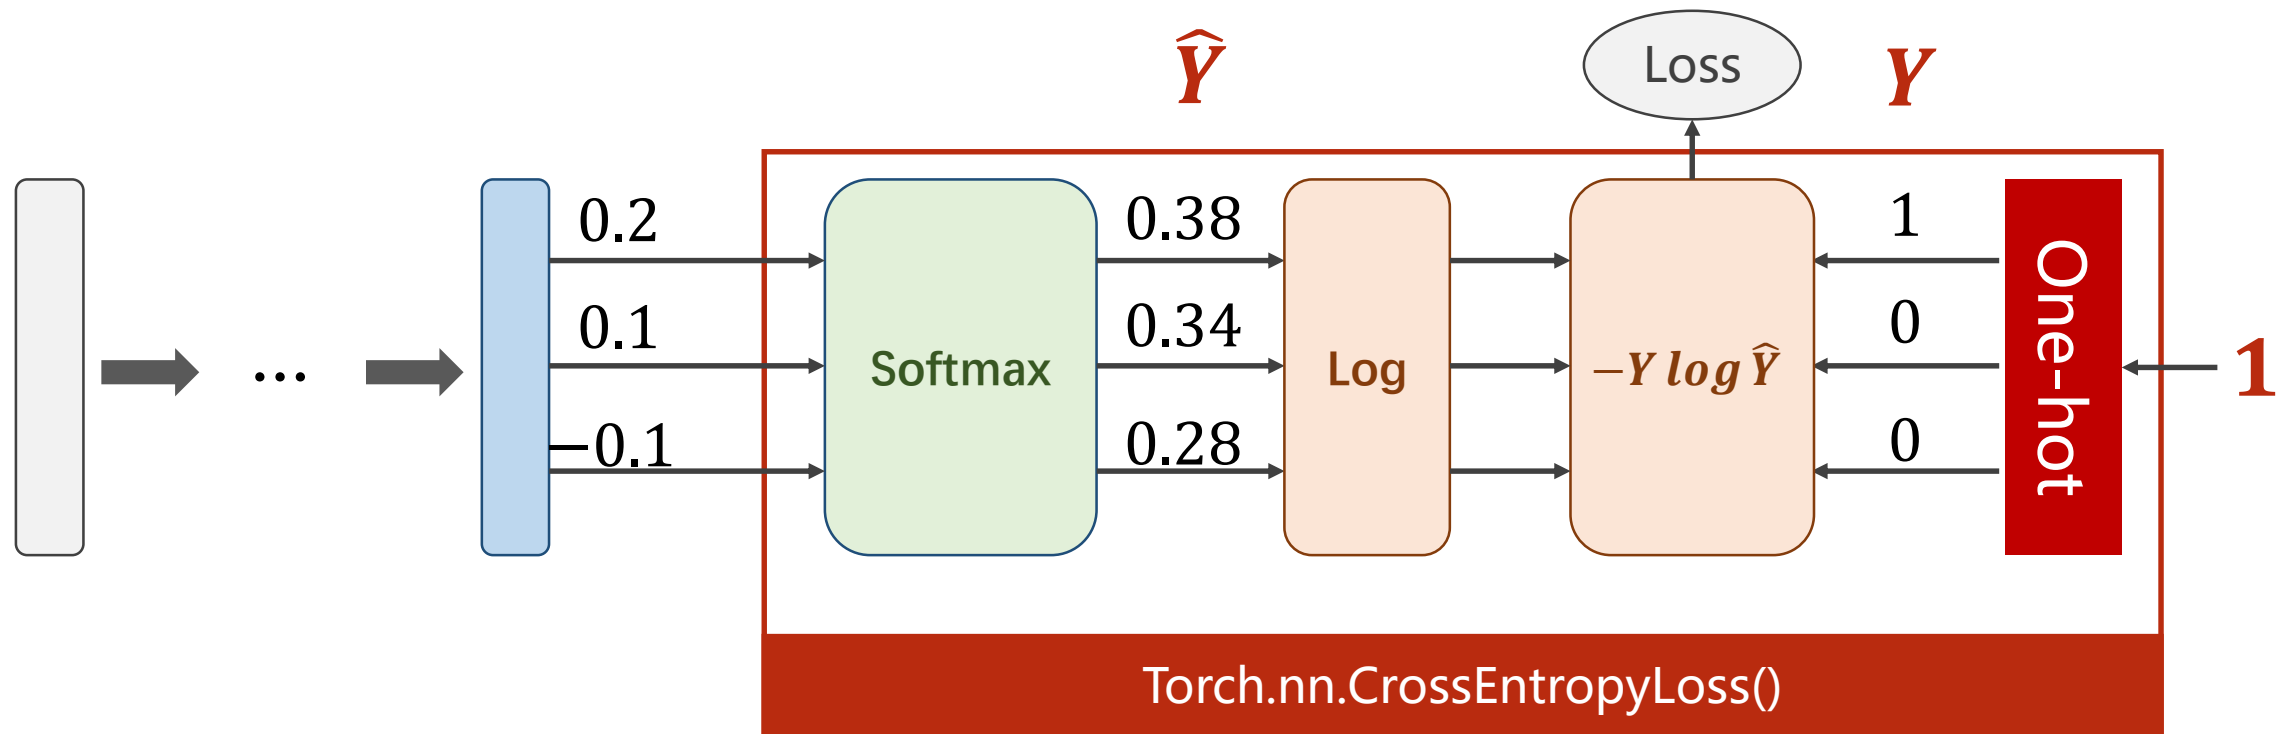 Ŷ
Loss
Y
0.2
0.38
1
0.1
0.34
0
−0.1
0.28
0
Softmax
Log
−Y log Ŷ
One-hot
1
...
Torch.nn.CrossEntropyLoss()